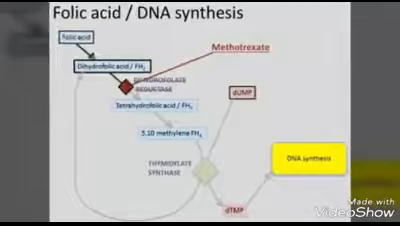 Folic acid / DNA synthesis
Folic acid
Methotrexate
Dihydrofolic acid / FH2
DEHDROFOLATE
REDUCTASE
Tetrahydrofolic acid / FH4
dUMP
5,10 methylene FH4
THYMIDYLATE
SYNTHASE
DNA synthesis
dTMP
Made with
VideoShow